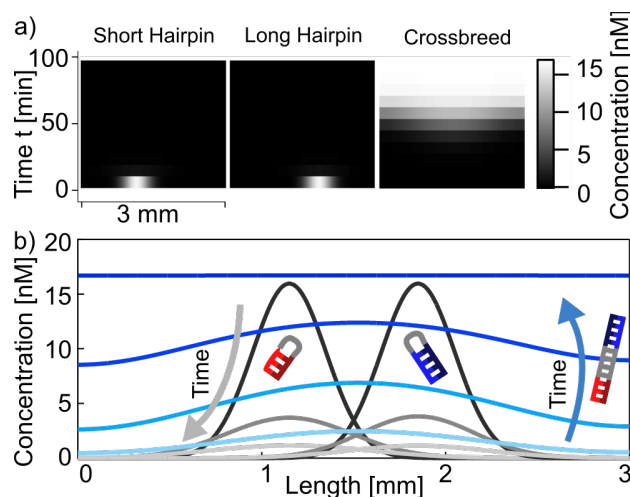 a)
Short Hairpin
Long Hairpin
Crossbreed
Time t [min]
100
50
0
3 mm
15
10
5
0
Concentration [nM]
b)
Concentration [nM]
20
15
10
5
0
Time
Time
0
1
2
3
Length [mm]